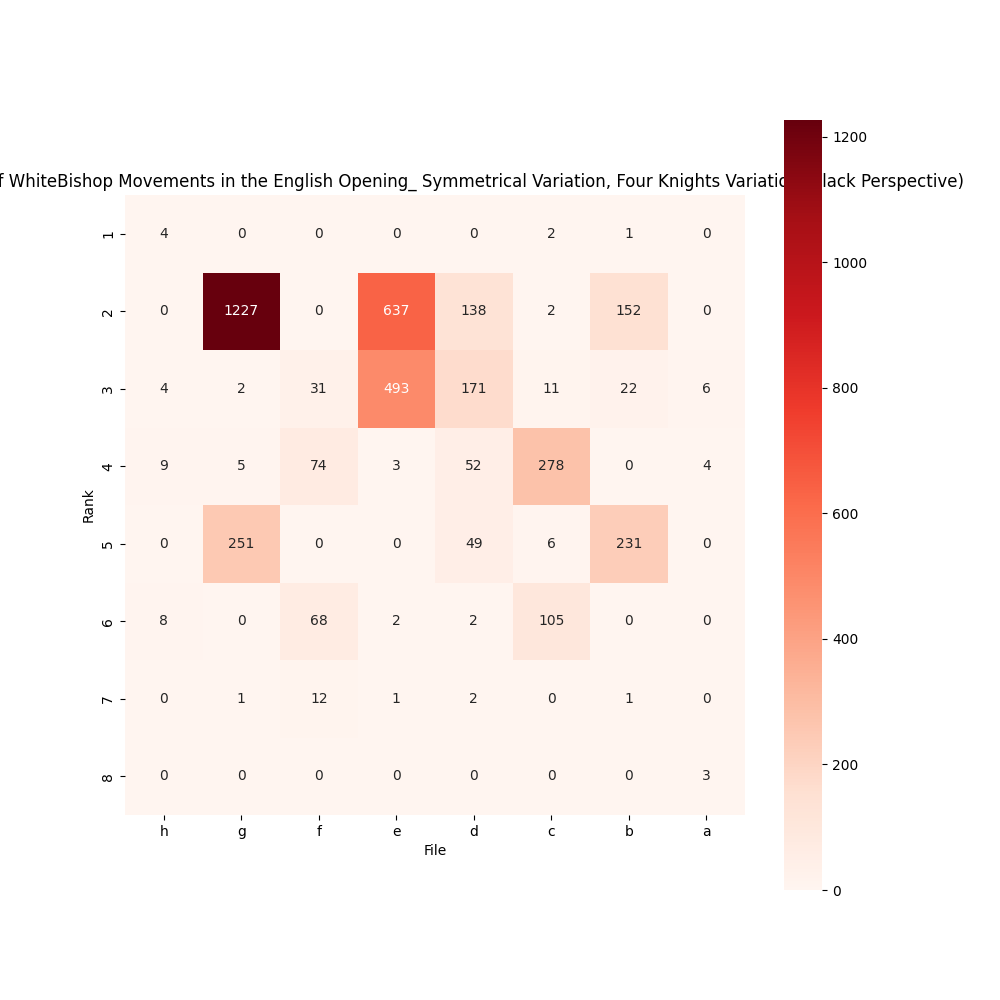 f WhiteBishop Movements in the English Opening_ Symmetrical Variation, Four Knights Variatio lack Perspective)
1200
1 4 0 0 0 0 2 1 0
2 0 1227 0 637 138 2 152 0
1000
3 4 2 31 493 171 11 22 6
800
4 9 5 74 3 52 278 0 4
Rank
600
5 0 251 0 0 49 6 231 0
6 8 0 68 2 2 105 0 0
400
7 0 1 12 1 2 0 1 0
200
8 0 0 0 0 0 0 0 3
h g f e d c b a
File
0